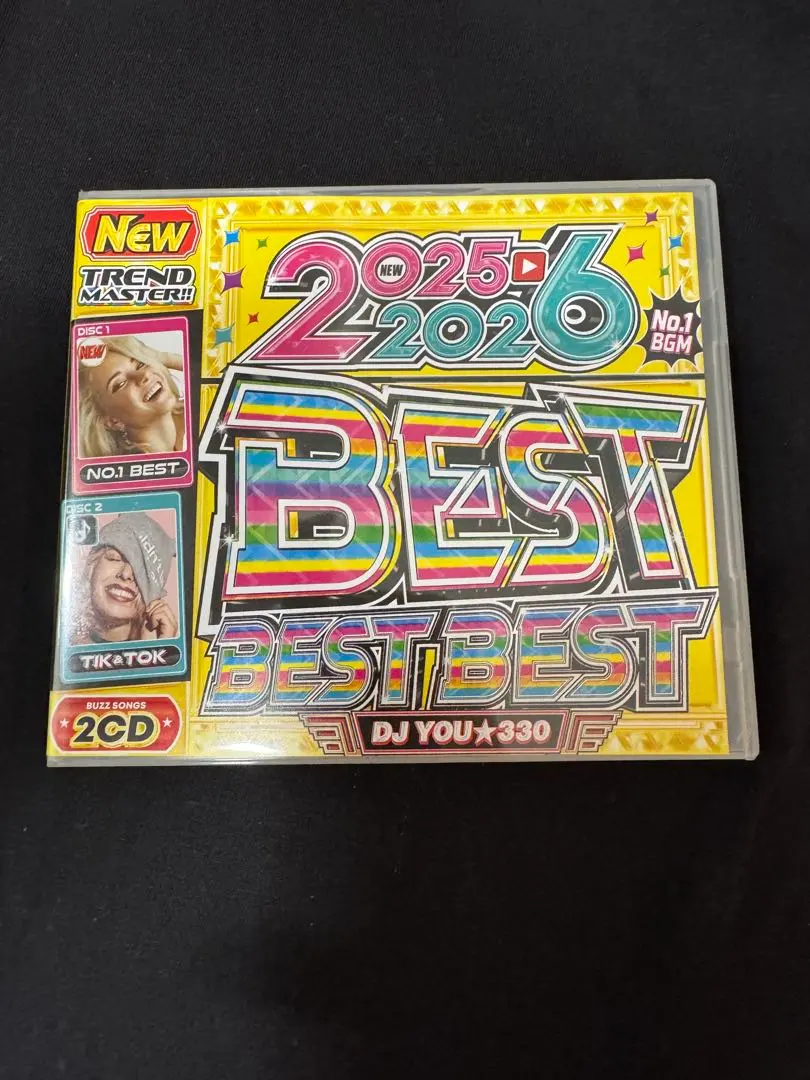 NEW
TREND
MASTER!!
DISC 1
NEW
NO.1 BEST
DISC 2
TIK&TOK
BUZZ SONGS
2CD
2025
NEW
2026
No.1
BGM
BEST
BEST BEST
DJ YOU★330